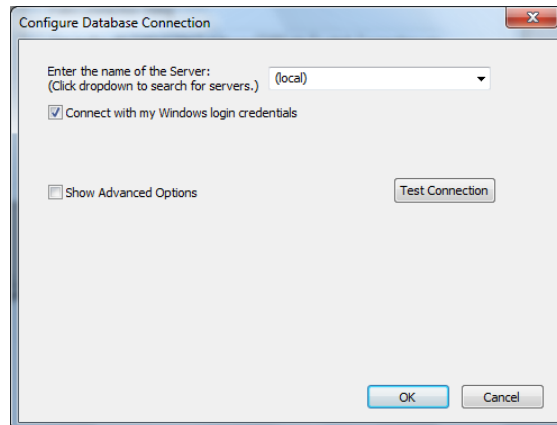 Configure Database Connection
Enter the name of the Server:
(Click dropdown to search for servers.)
(local)
Connect with my Windows login credentials
Show Advanced Options
Test Connection
OK
Cancel